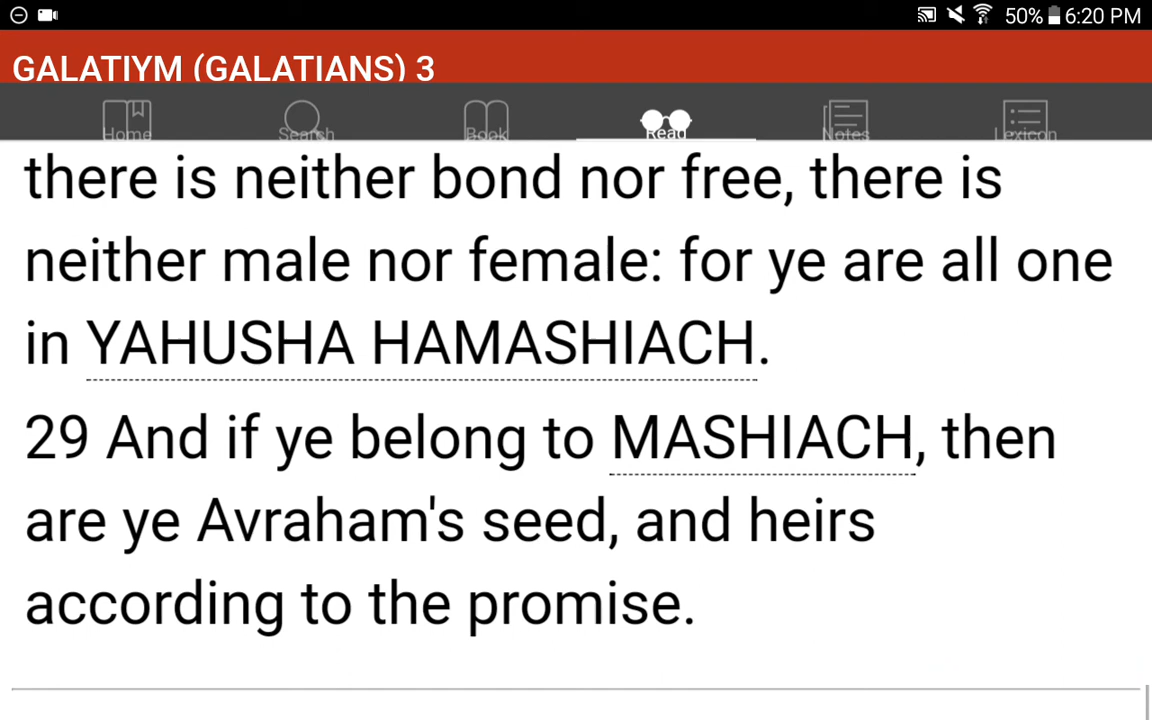 50% 6:20 PM
GALATIYM (GALATIANS) 3
Home Search Book Read Notes Lexicon
there is neither bond nor free, there is
neither male nor female: for ye are all one
in YAHUSHA HAMASHIACH.
29 And if ye belong to MASHIACH, then
are ye Avraham's seed, and heirs
according to the promise.